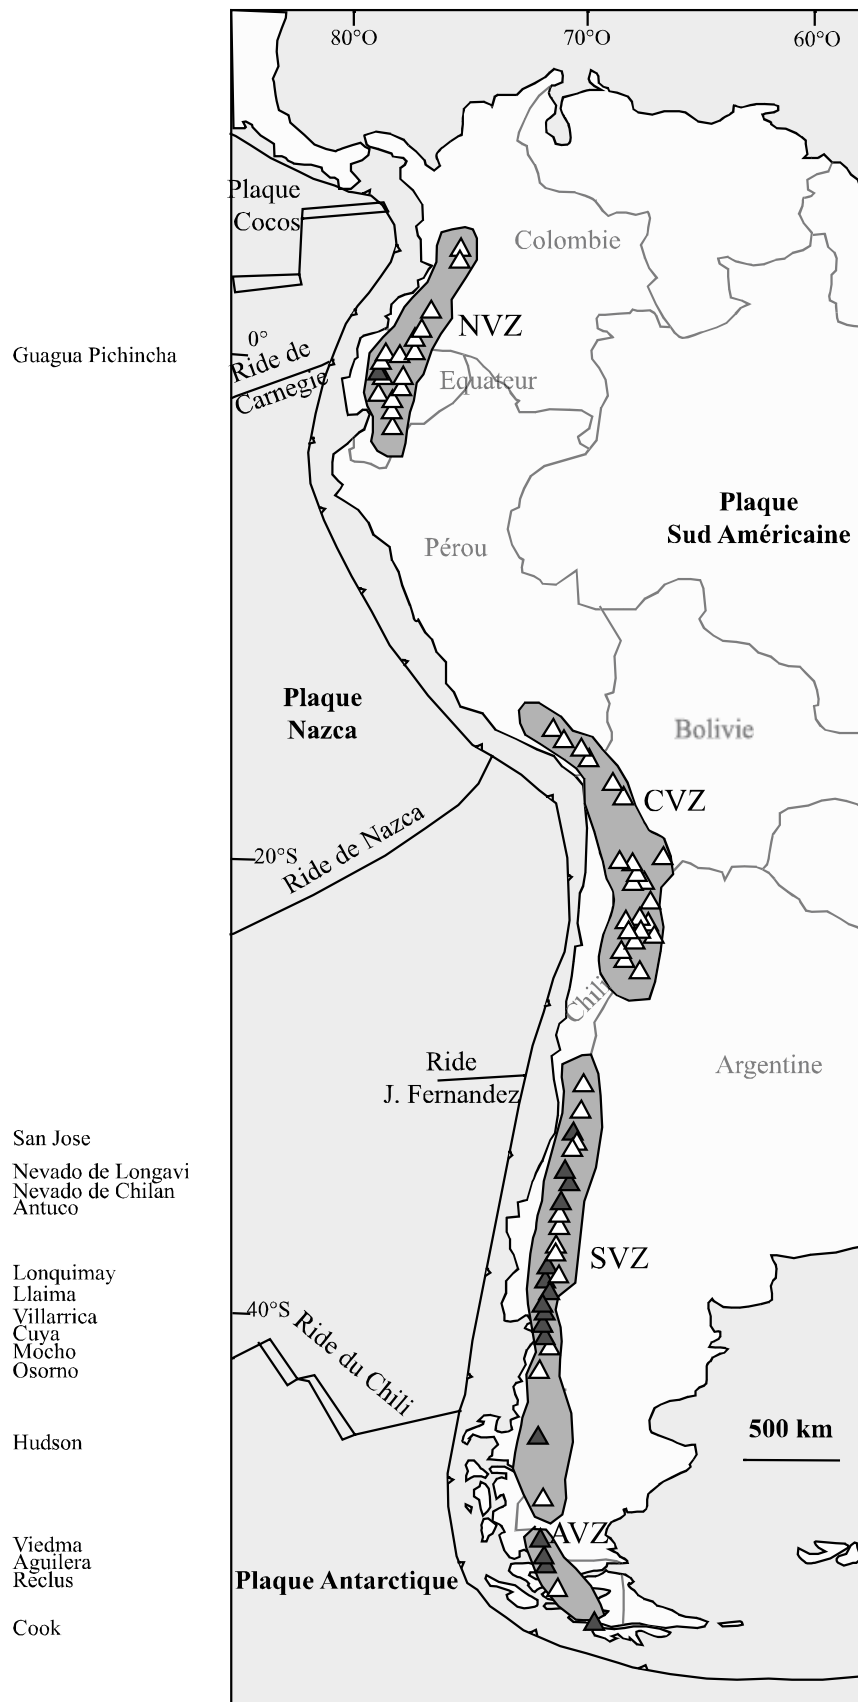 80°O
70°O
60°O
Plaque
Cocos
Colombie
NVZ
0°
Guagua Pichincha
Ride de
Carnegie
Equateur
Plaque
Sud Américaine
Pérou
Plaque
Nazca
Bolivie
CVZ
Ride de Nazca
20°S
Chili
Ride
J. Fernandez
Argentine
San Jose
Nevado de Longavi
Nevado de Chilan
Antuco
SVZ
Lonquimay
Llaima
40°S
Villarrica
Cuya
Mocho
Osorno
Ride du Chili
500 km
Hudson
AVZ
Viedma
Aguilera
Reclus
Plaque Antarctique
Cook